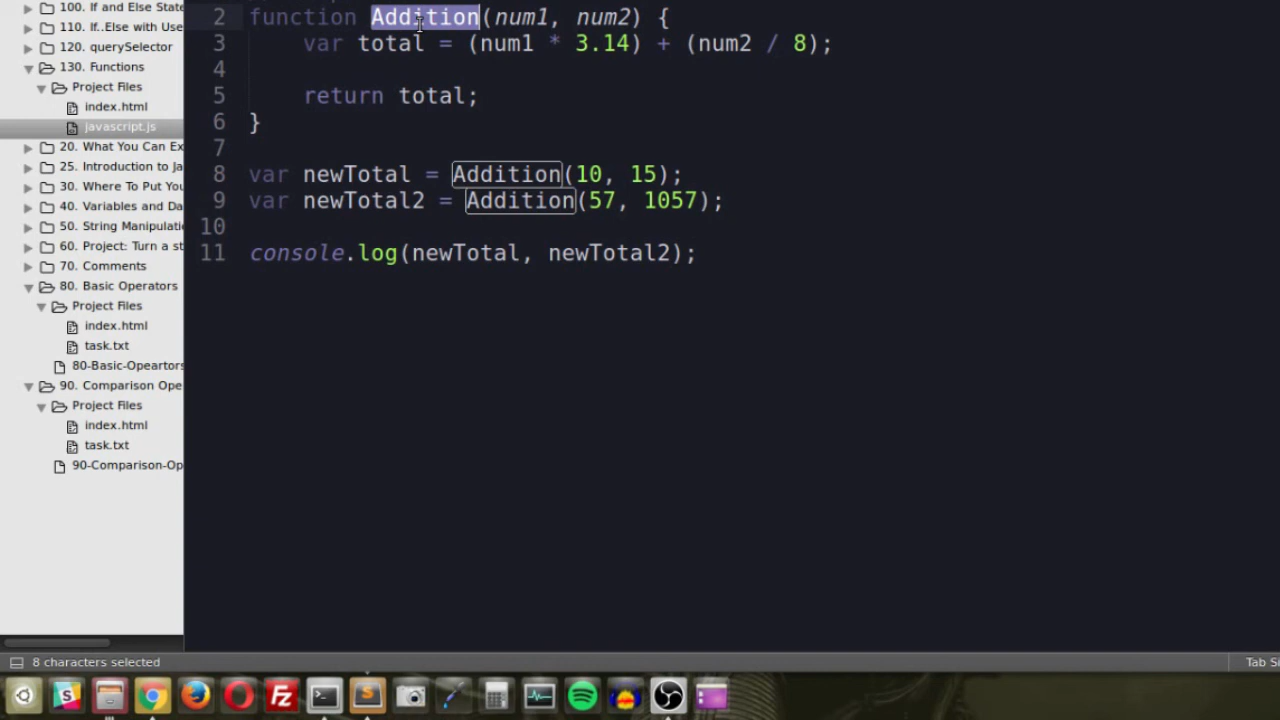 100. If and Else State
110. If..Else with Use
120. querySelector
130. Functions
Project Files
index.html
javascript.js
20. What You Can Ex
25. Introduction to Ja
30. Where To Put You
40. Variables and Da
50. String Manipulati
60. Project: Turn a st
70. Comments
80. Basic Operators
Project Files
index.html
task.txt
80-Basic-Opeartors
90. Comparison Ope
Project Files
index.html
task.txt
90-Comparison-Op
2 function Addition(num1, num2) {
3 var total = (num1 * 3.14) + (num2 / 8);
4
5 return total;
6 }
7
8 var newTotal = Addition(10, 15);
9 var newTotal2 = Addition(57, 1057);
10
11 console.log(newTotal, newTotal2);
8 characters selected
Tab Si